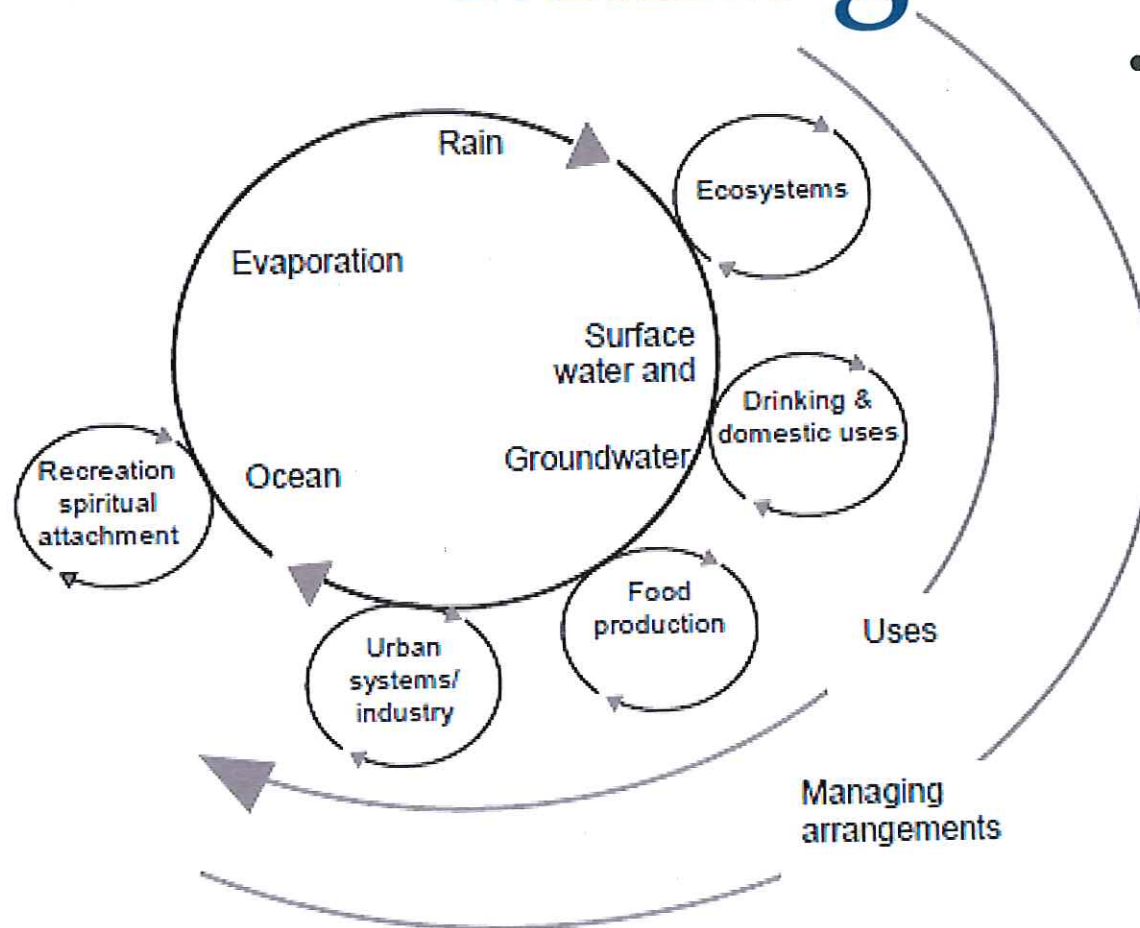 Rain
Ecosystems
Evaporation
Surface
water and
Groundwater
Drinking &
domestic uses
Ocean
Recreation
spiritual
attachment
Food
production
Urban
systems/
industry
Uses
Managing
arrangements